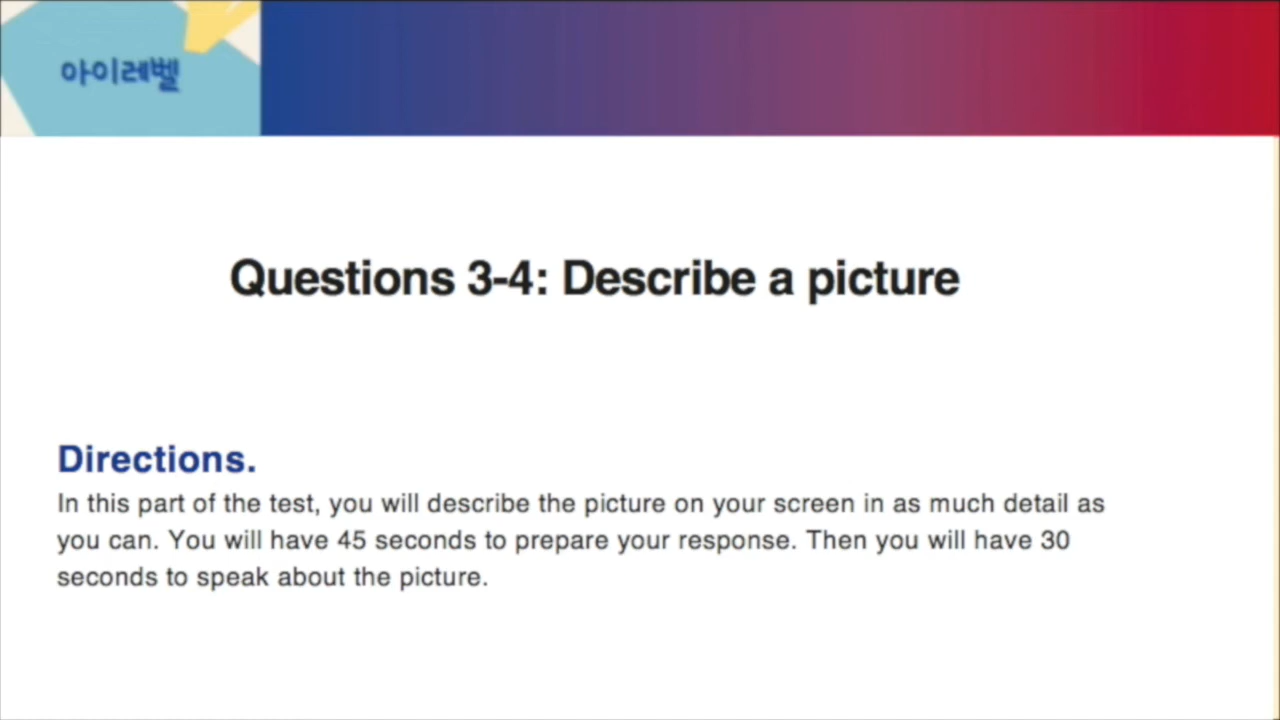 아이레벨
Questions 3-4: Describe a picture
Directions.
In this part of the test, you will describe the picture on your screen in as much detail as
you can. You will have 45 seconds to prepare your response. Then you will have 30
seconds to speak about the picture.